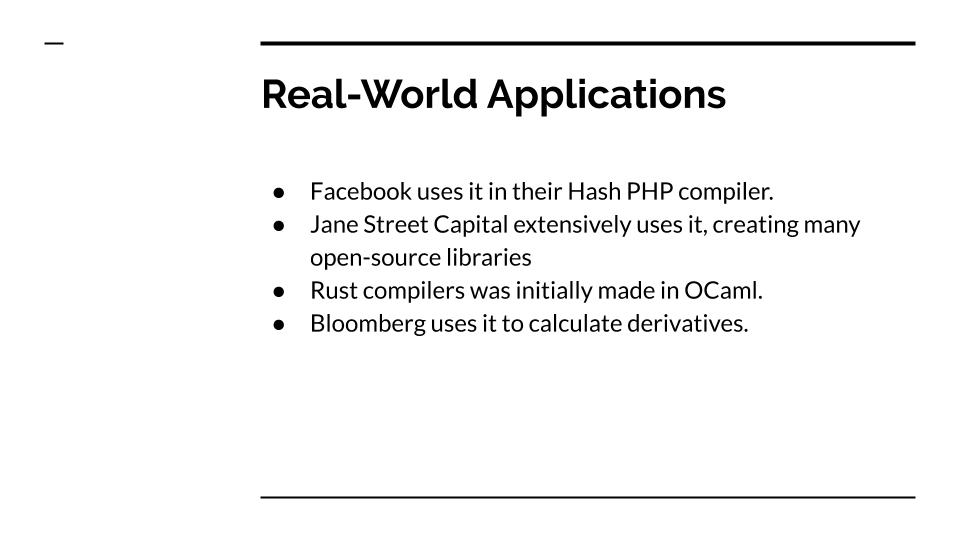 Real-World Applications
● Facebook uses it in their Hash PHP compiler.
● Jane Street Capital extensively uses it, creating many
open-source libraries
● Rust compilers was initially made in OCaml.
● Bloomberg uses it to calculate derivatives.